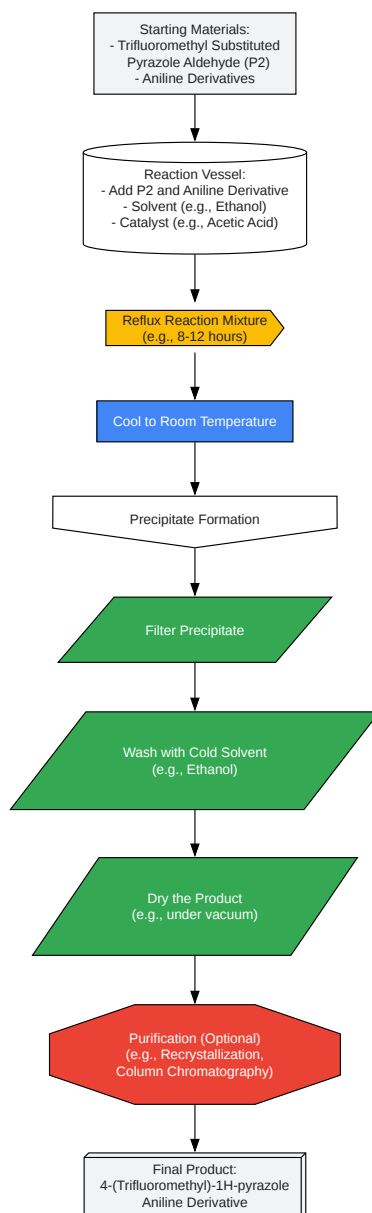 Starting Materials:
- Trifluoromethyl Substituted
Pyrazole Aldehyde (P2)
- Aniline Derivatives
Reaction Vessel:
- Add P2 and Aniline Derivative
- Solvent (e.g., Ethanol)
- Catalyst (e.g., Acetic Acid)
Reflux Reaction Mixture
(e.g., 8-12 hours)
Cool to Room Temperature
Precipitate Formation
Filter Precipitate
Wash with Cold Solvent
(e.g., Ethanol)
Dry the Product
(e.g., under vacuum)
Purification (Optional)
(e.g., Recrystallization,
Column Chromatography)
Final Product:
4-(Trifluoromethyl)-1H-pyrazole
Aniline Derivative